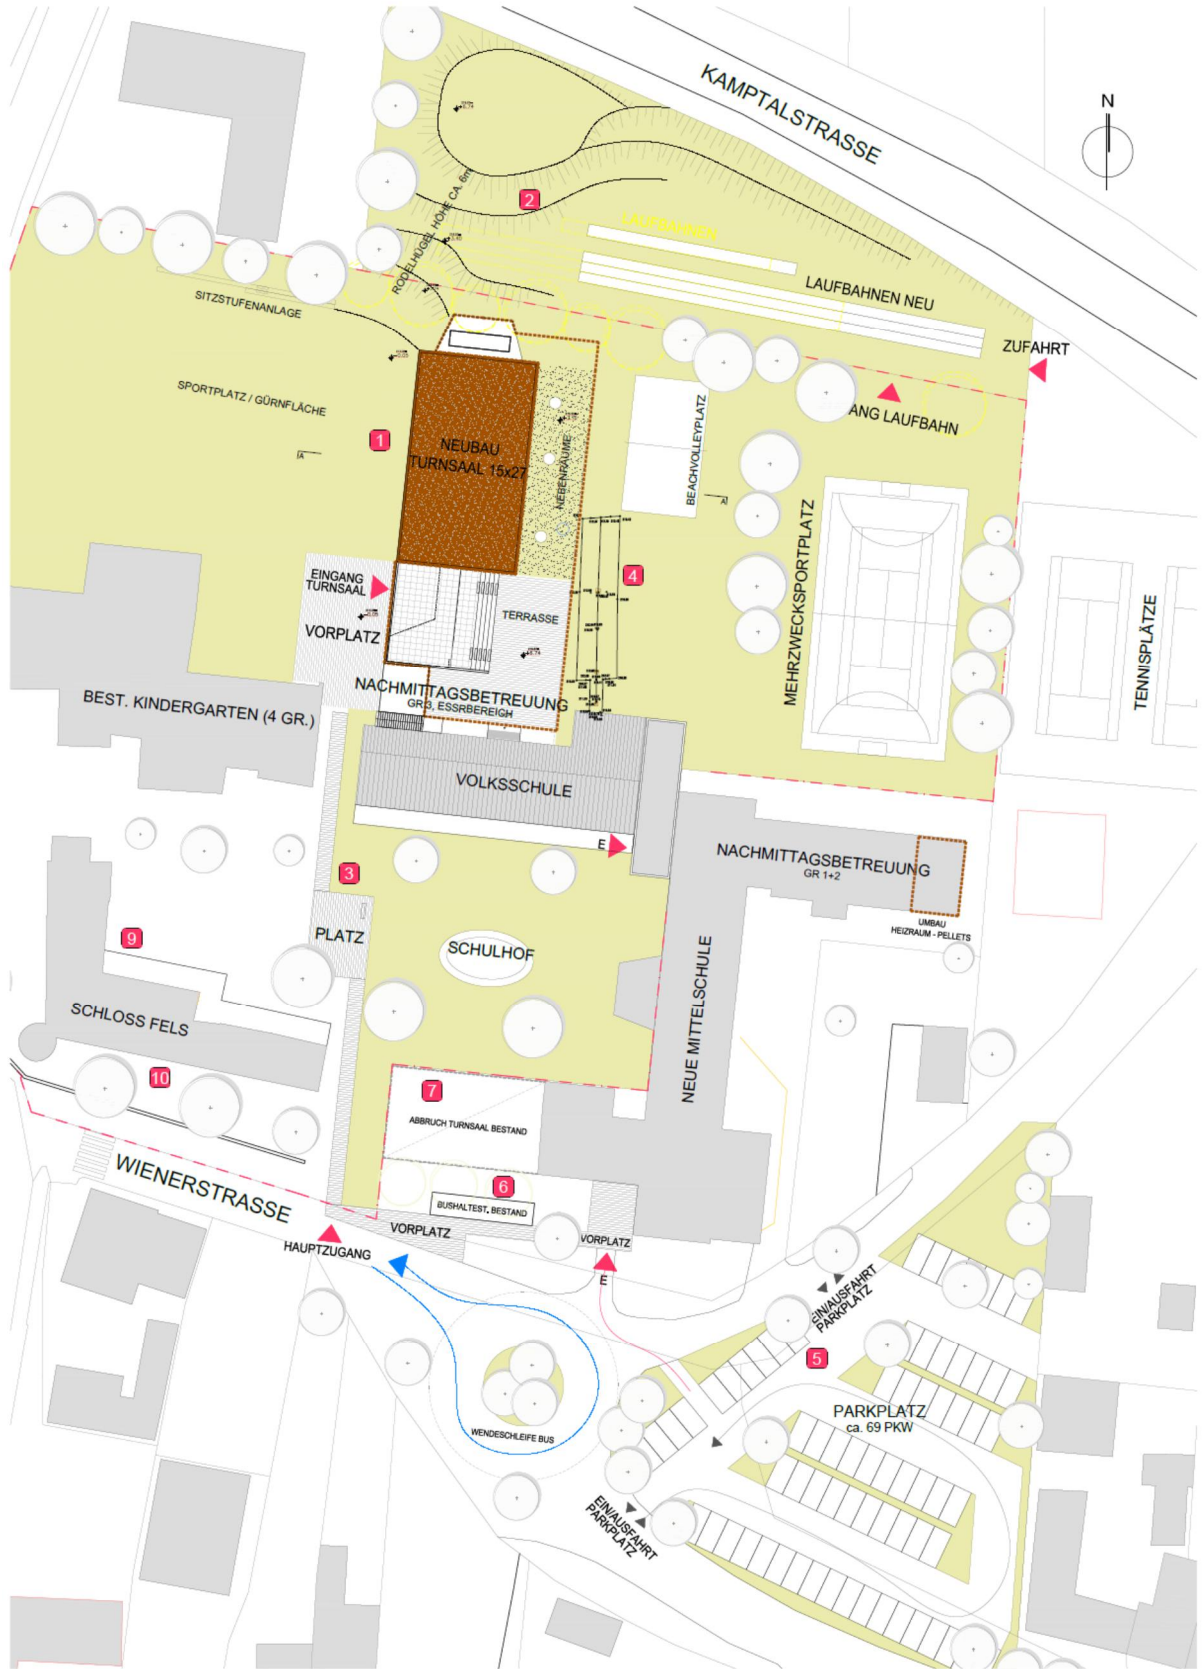 KAMPTALSTRASSE
N
2
RODELHÜGEL HÖHE CA. 6m
LAUFBAHNEN
LAUFBAHNEN NEU
SITZSTUFENANLAGE
ZUFAHRT
SPORTPLATZ / GÜRNFLÄCHE
ANG LAUFBAHN
1
NEUBAU
TURNSAAL 15x27
NEBENRÄUME
BEACHVOLLEYPLATZ
A
A
MEHRZWECKSPORTPLATZ
TENNISPLÄTZE
4
EINGANG
TURNSAAL
VORPLATZ
TERRASSE
NACHMITTAGSBETREUUNG
GR 3, ESSRBEREIGH
BEST. KINDERGARTEN (4 GR.)
VOLKSSCHULE
E
NACHMITTAGSBETREUUNG
GR 1+2
UMBAU
HEIZRAUM - PELLETS
3
9
PLATZ
SCHULHOF
NEUE MITTELSCHULE
SCHLOSS FELS
10
7
ABBRUCH TURNSAAL BESTAND
6
BUSHALTEST. BESTAND
WIENERSTRASSE
VORPLATZ
VORPLATZ
HAUPTZUGANG
E
EIN/AUSFAHRT
PARKPLATZ
5
PARKPLATZ
ca. 69 PKW
WENDESCHLEIFE BUS
EIN/AUSFAHRT
PARKPLATZ